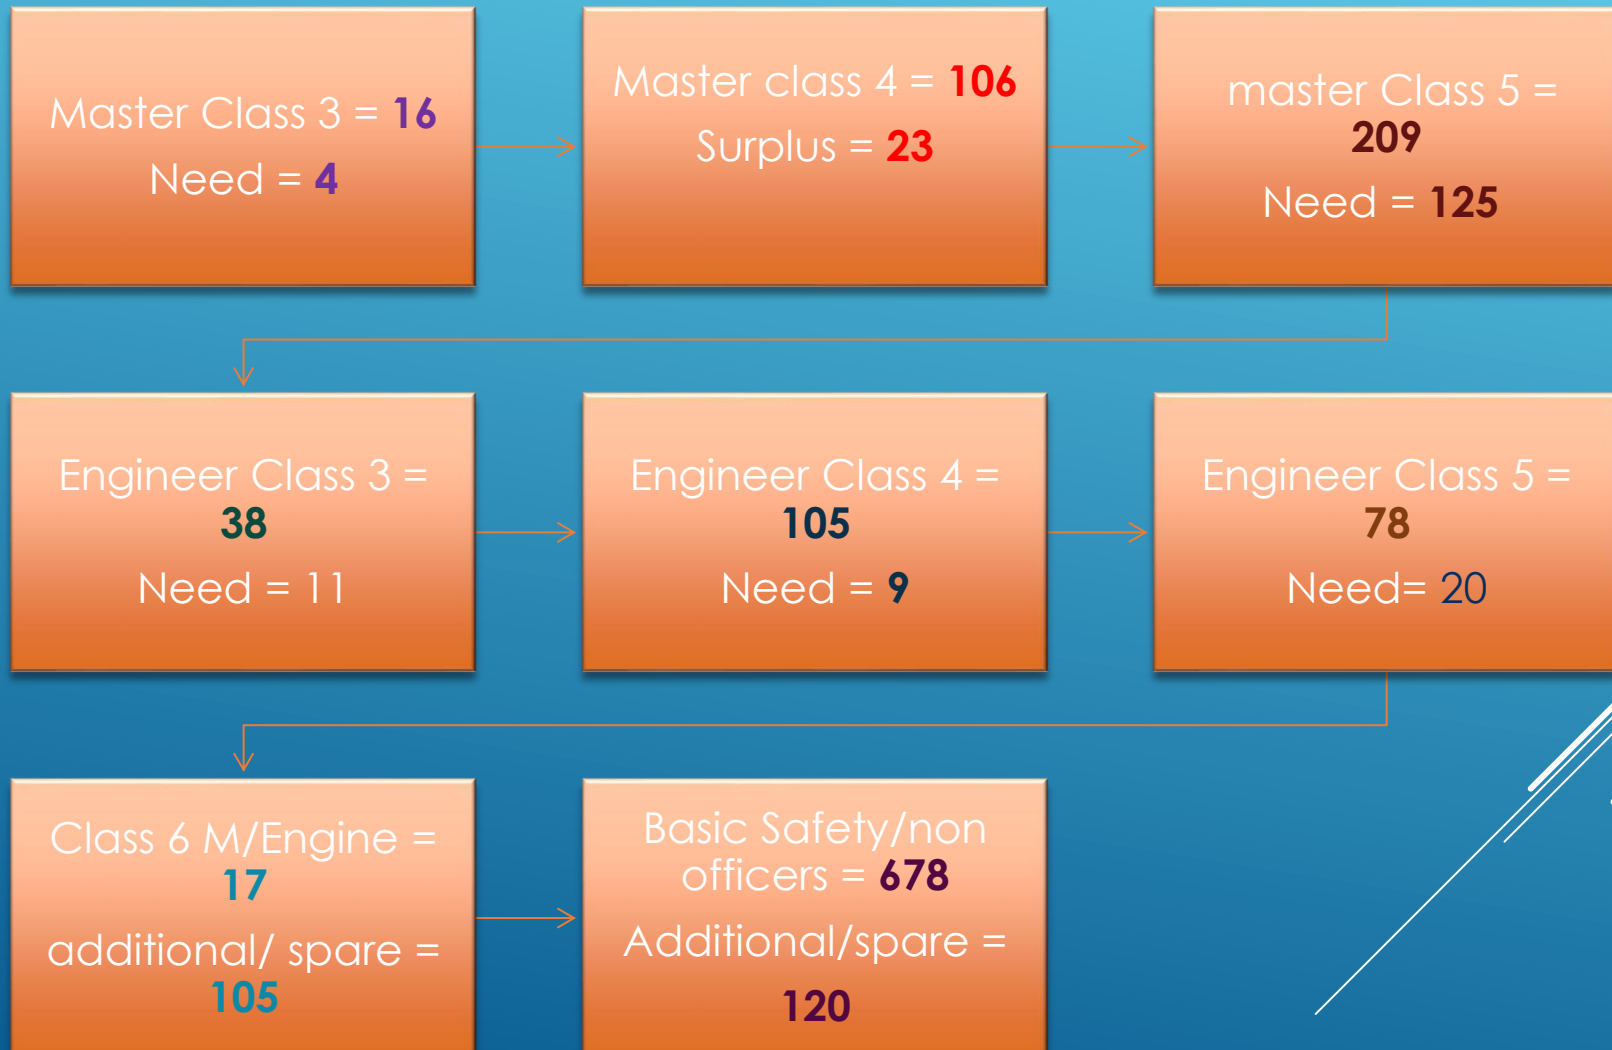 Master Class 3 = 16
Need = 4
Master class 4 = 106
Surplus = 23
master Class 5 =
209
Need = 125
Engineer Class 3 =
38
Need = 11
Engineer Class 4 =
105
Need = 9
Engineer Class 5 =
78
Need= 20
Class 6 M/Engine =
17
additional/ spare =
105
Basic Safety/non
officers = 678
Additional/spare =
120